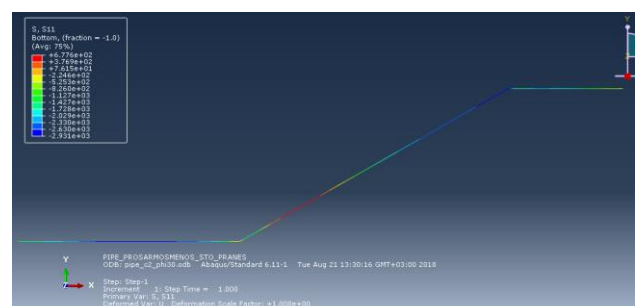 S, S11
Bottom, (fraction = -1.0)
(Avg: 75%)
+6.776e+02
+3.769e+02
+7.615e+01
-2.246e+02
-5.253e+02
-8.260e+02
-1.127e+03
-1.427e+03
-1.728e+03
-2.029e+03
-2.330e+03
-2.630e+03
-2.931e+03
Y
Y
X
Z
PIPE_PROSARMOSMENOS_STO_PRANES
ODB: pipe_c2_phi30.odb Abaqus/Standard 6.11-1 Tue Aug 21 13:30:16 GMT+03:00 2018
Step: Step-1
Increment 1: Step Time = 1.000
Primary Var: S, S11
Deformed Var: U Deformation Scale Factor: +1.000e+00